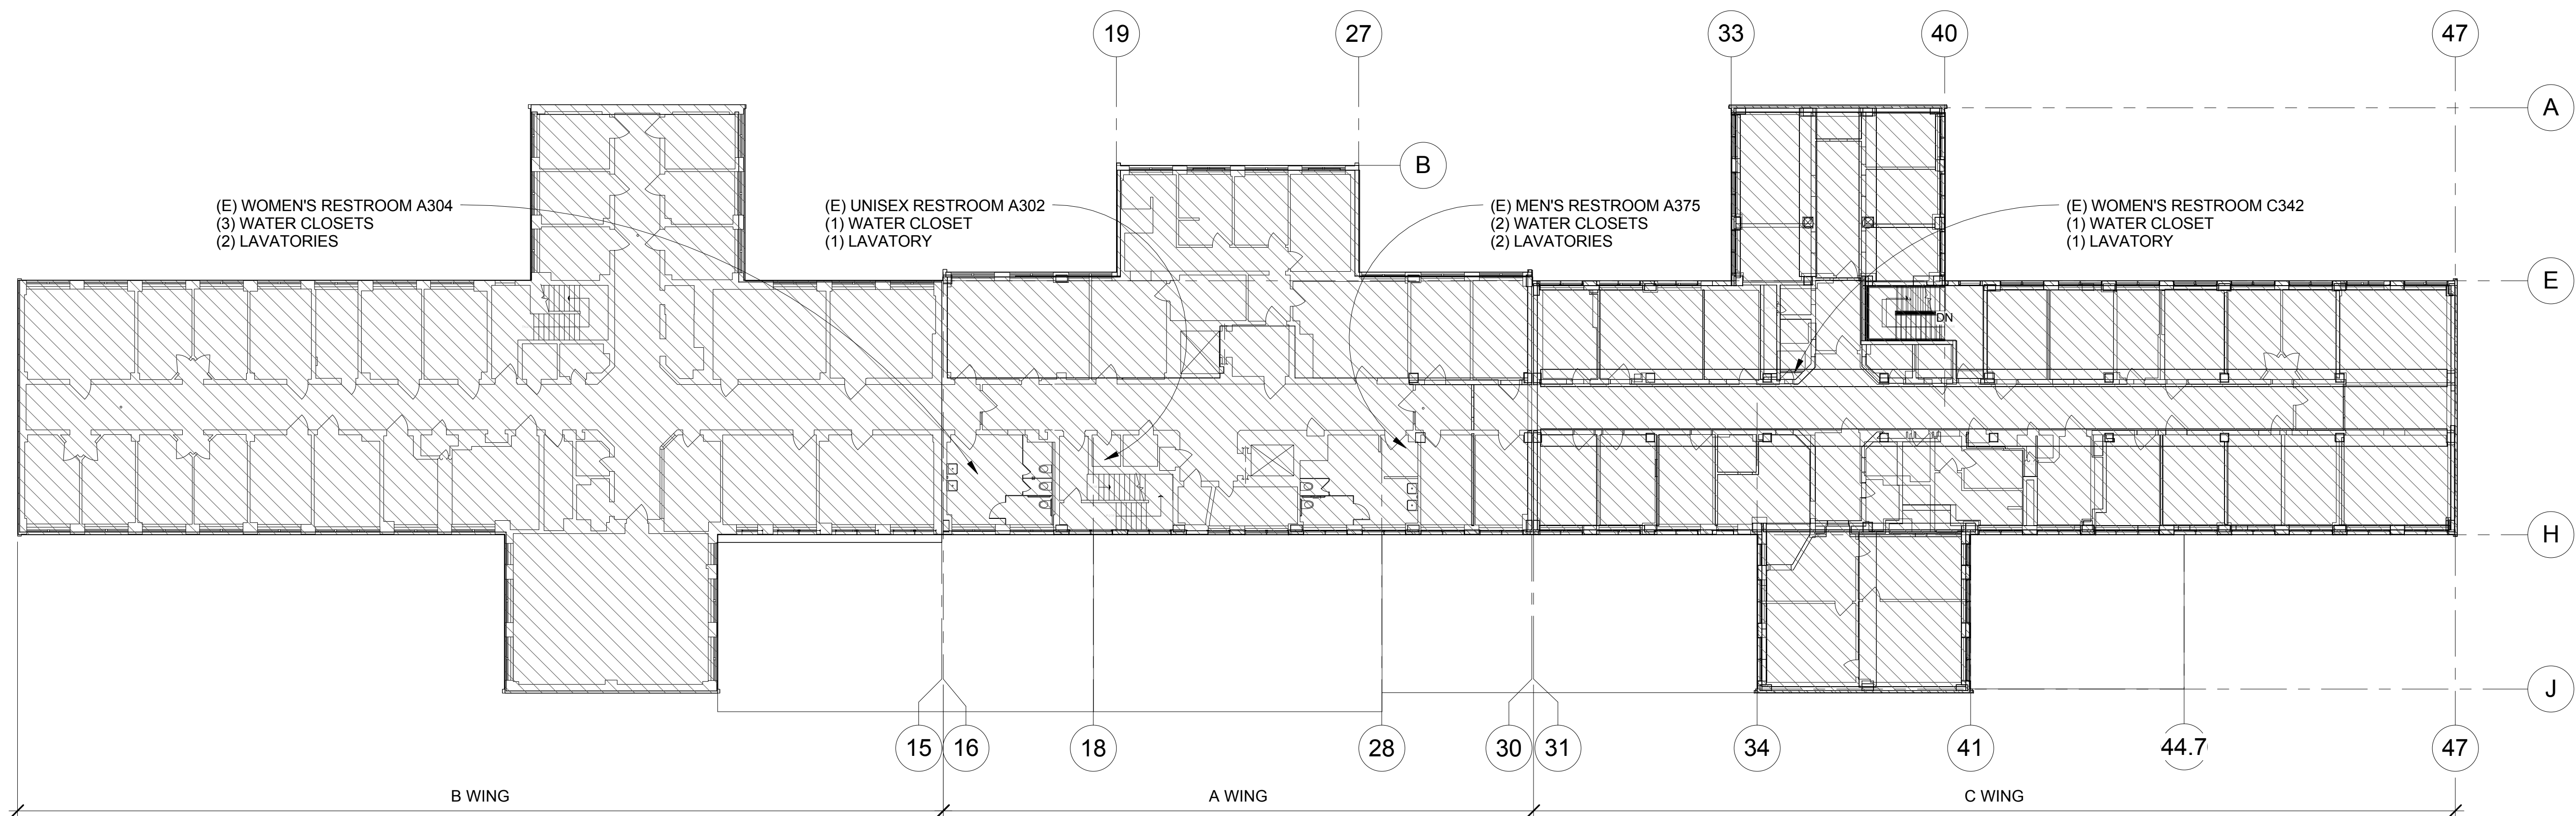 19
27
33
40
47
A
B
(E) WOMEN'S RESTROOM A304
(3) WATER CLOSETS
(2) LAVATORIES
(E) UNISEX RESTROOM A302
(1) WATER CLOSET
(1) LAVATORY
(E) MEN'S RESTROOM A375
(2) WATER CLOSETS
(2) LAVATORIES
(E) WOMEN'S RESTROOM C342
(1) WATER CLOSET
(1) LAVATORY
E
DN
H
J
15
16
18
28
30
31
34
41
44.7
47
B WING
A WING
C WING